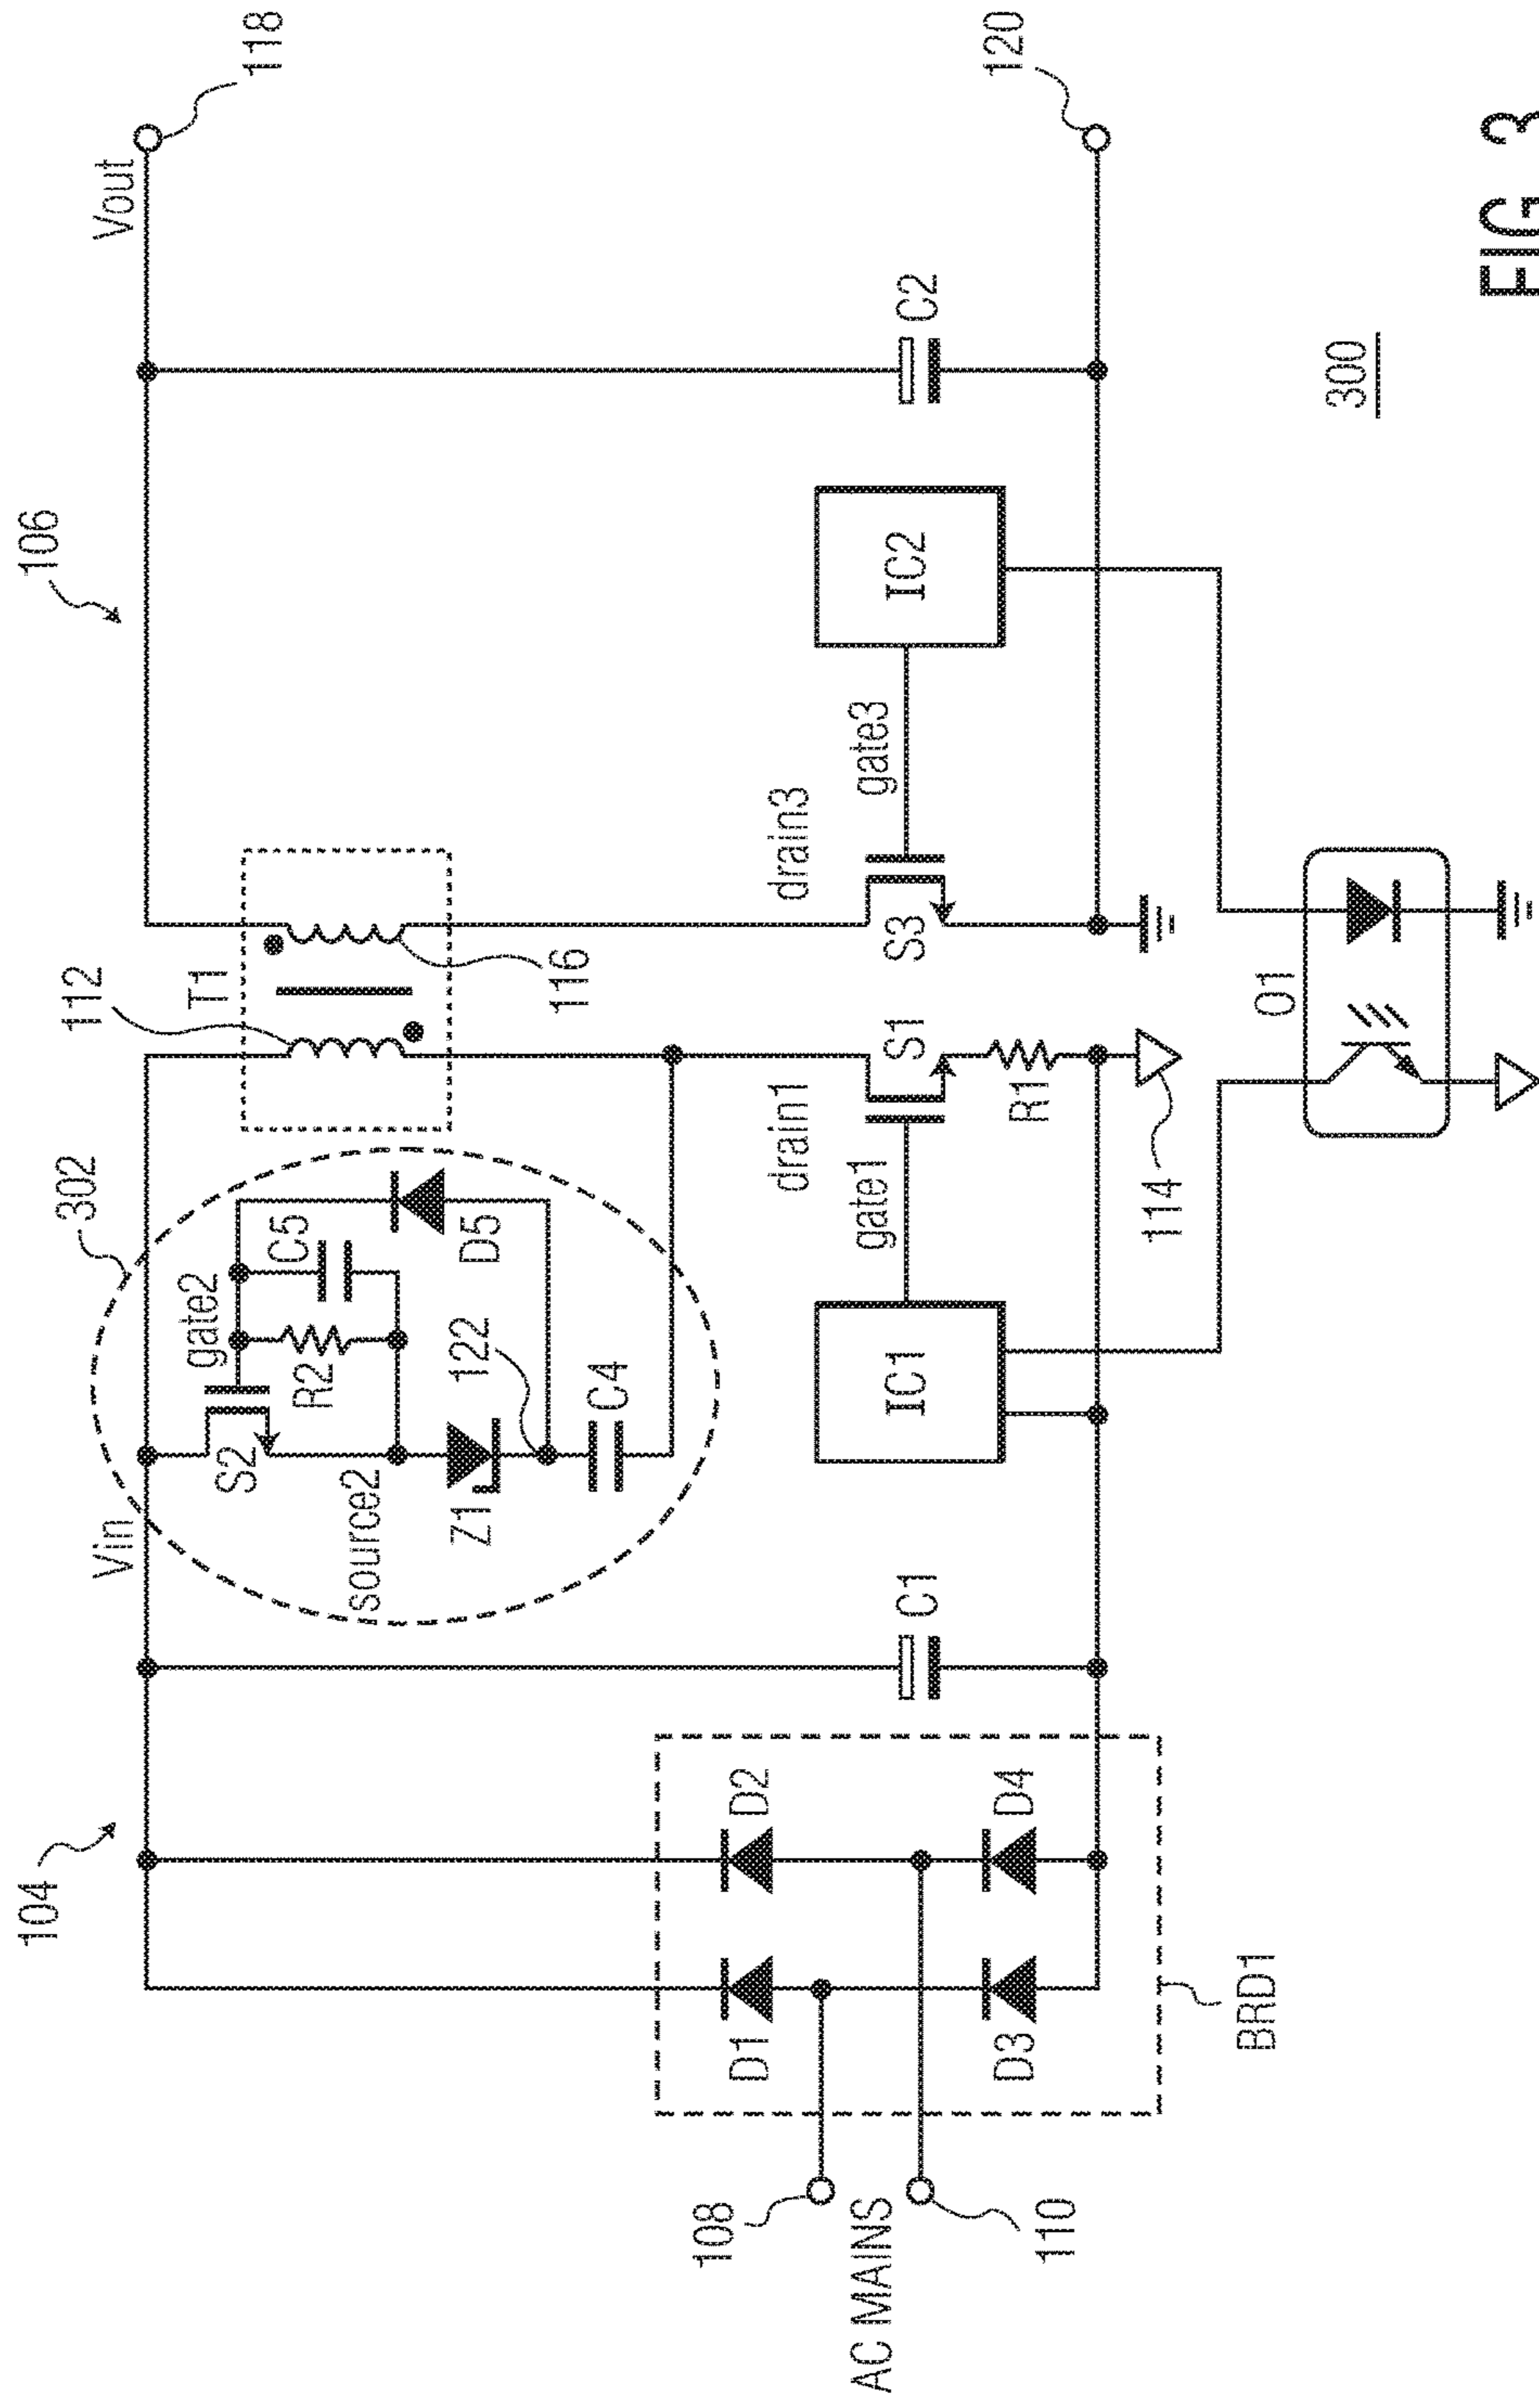 104
106
118
Vin
Vout
302
112
T1
gate2
S2
R2
C5
source2
Z1
122
D5
C4
116
D1
D2
D3
D4
108
AC MAINS
110
BRD1
C1
IC1
gate1
drain1
S1
R1
114
drain3
S3
gate3
IC2
C2
120
O1
300
FIG. 3